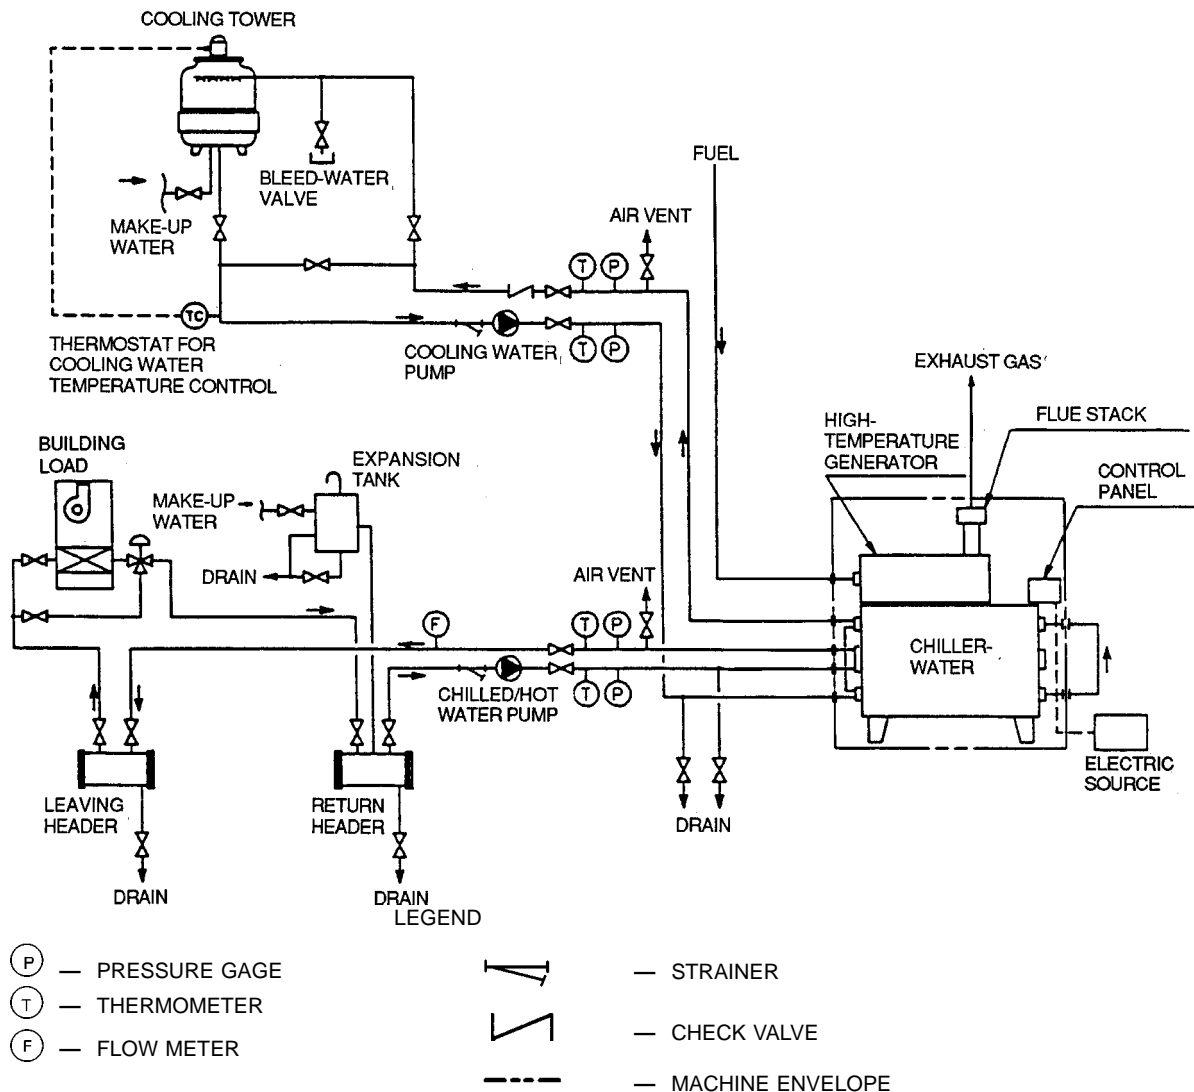 COOLING TOWER
FUEL
BLEED-WATER
VALVE
MAKE-UP
WATER
AIR VENT
T
P
TC
THERMOSTAT FOR
COOLING WATER
TEMPERATURE CONTROL
COOLING WATER
PUMP
T
P
EXHAUST GAS
FLUE STACK
HIGH-
TEMPERATURE
GENERATOR
CONTROL
PANEL
BUILDING
LOAD
EXPANSION
TANK
MAKE-UP
WATER
DRAIN
AIR VENT
F
T
P
CHILLER-
WATER
CHILLED/HOT
WATER PUMP
T
P
ELECTRIC
SOURCE
LEAVING
HEADER
RETURN
HEADER
DRAIN
DRAIN
DRAIN
LEGEND
P — PRESSURE GAGE
T — THERMOMETER
F — FLOW METER
— STRAINER
— CHECK VALVE
— MACHINE ENVELOPE